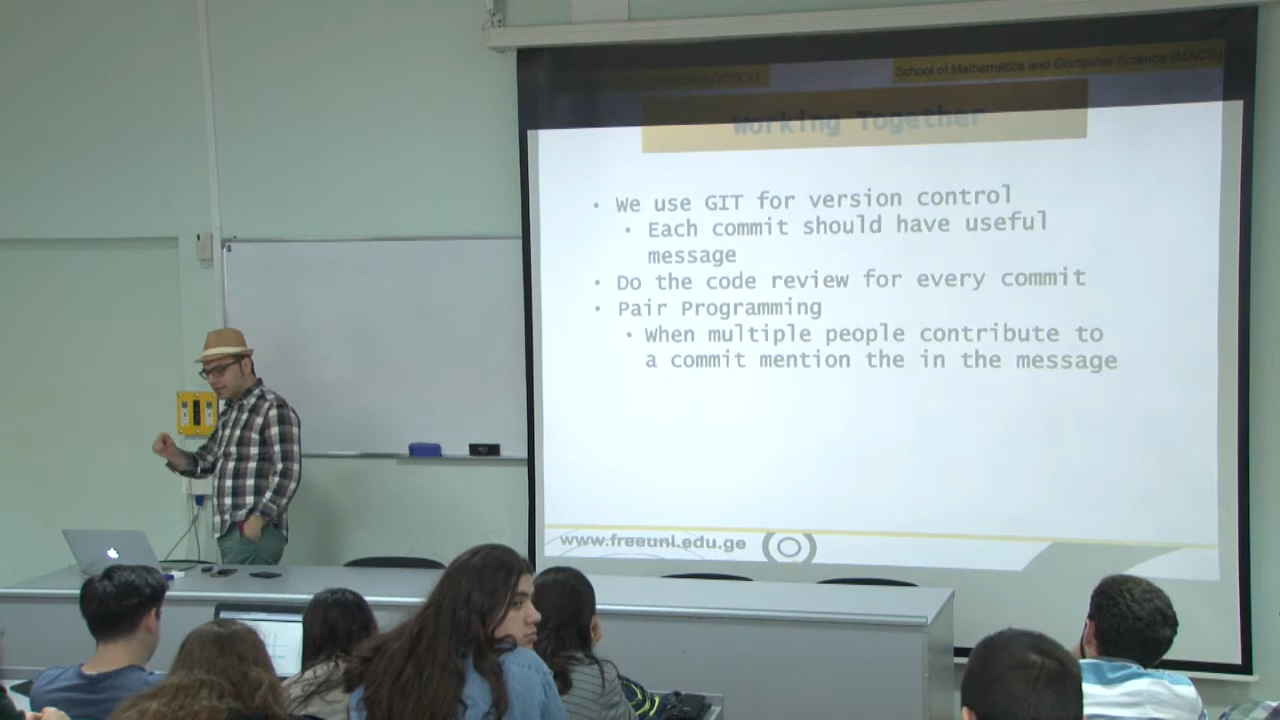 School of Mathematics and Computer Science (MACS)
Working Together
• We use GIT for version control
• Each commit should have useful
message
• Do the code review for every commit
• Pair Programming
• When multiple people contribute to
a commit mention the in the message
www.freeuni.edu.ge